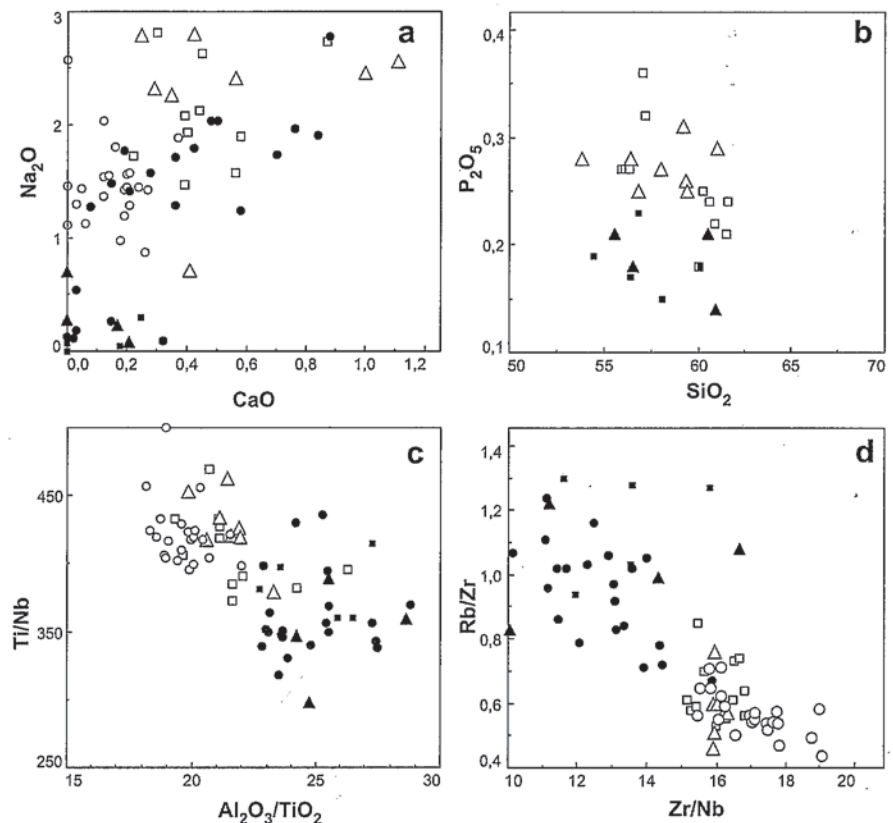 a
3
2
1
0
Na2O
0,0 0,2 0,4 0,6 0,8 1,0 1,2
CaO
b
0,4
0,3
0,2
0,1
P2O5
50 55 60 65 70
SiO2
c
450
350
250
Ti/Nb
15 20 25 30
Al2O3/TiO2
d
1,4
1,2
1,0
0,8
0,6
0,4
Rb/Zr
10 12 14 16 18 20
Zr/Nb